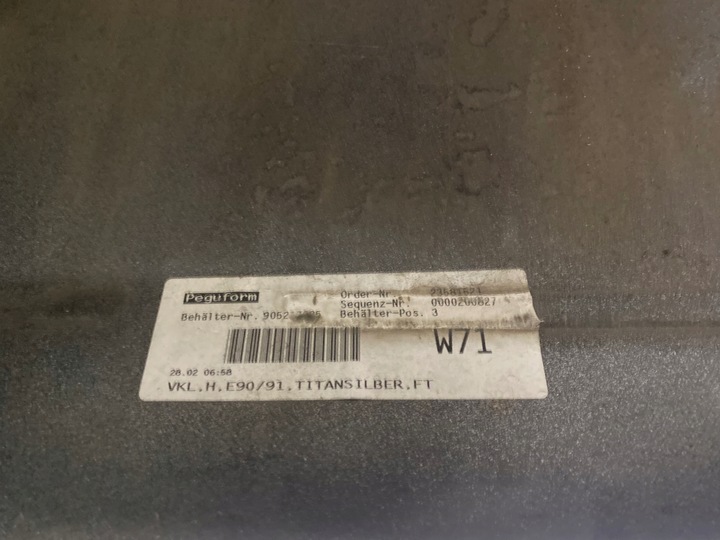 Peguform
Order-Nr.
Sequenz-Nr. 0000200827
Behälter-Nr.
Behälter-Pos. 3
W71
28.02 06:58
VKL.H.E90/91.TITANSILBER.FT